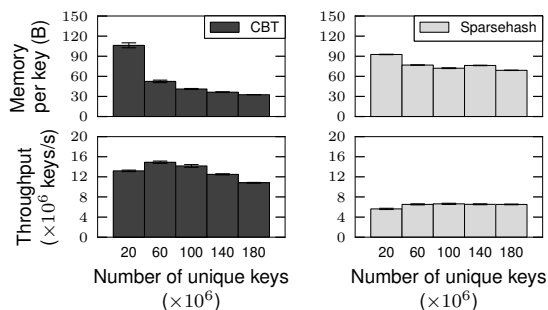 Memory
per key (B)
150
120
90
60
30
0
CBT
150
120
90
60
30
0
Sparsehash
Throughput
(×10⁶ keys/s)
20
16
12
8
4
0
20 60 100 140 180
Number of unique keys
(×10⁶)
20
16
12
8
4
0
20 60 100 140 180
Number of unique keys
(×10⁶)